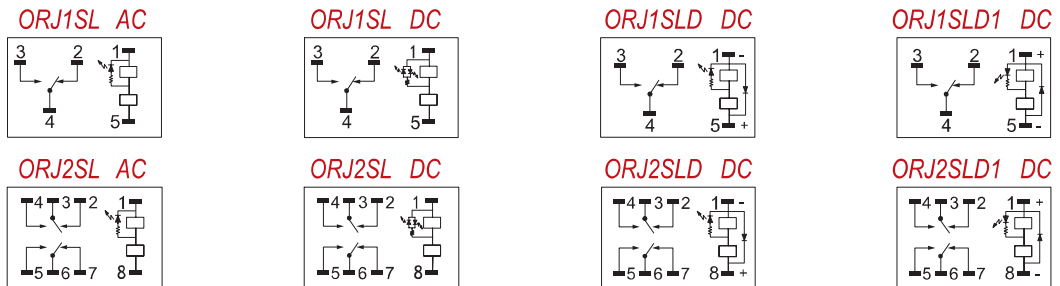 ORJ1SL AC ORJ1SL DC ORJ1SLD DC ORJ1SLD1 DC
3 2 1 3 2 1 3 2 1 - 3 2 1 +
4 5 4 5 4 5 + 4 5 -
ORJ2SL AC ORJ2SL DC ORJ2SLD DC ORJ2SLD1 DC
4 3 2 1 4 3 2 1 4 3 2 1 - 4 3 2 1 +
5 6 7 8 5 6 7 8 5 6 7 8 + 5 6 7 8 -